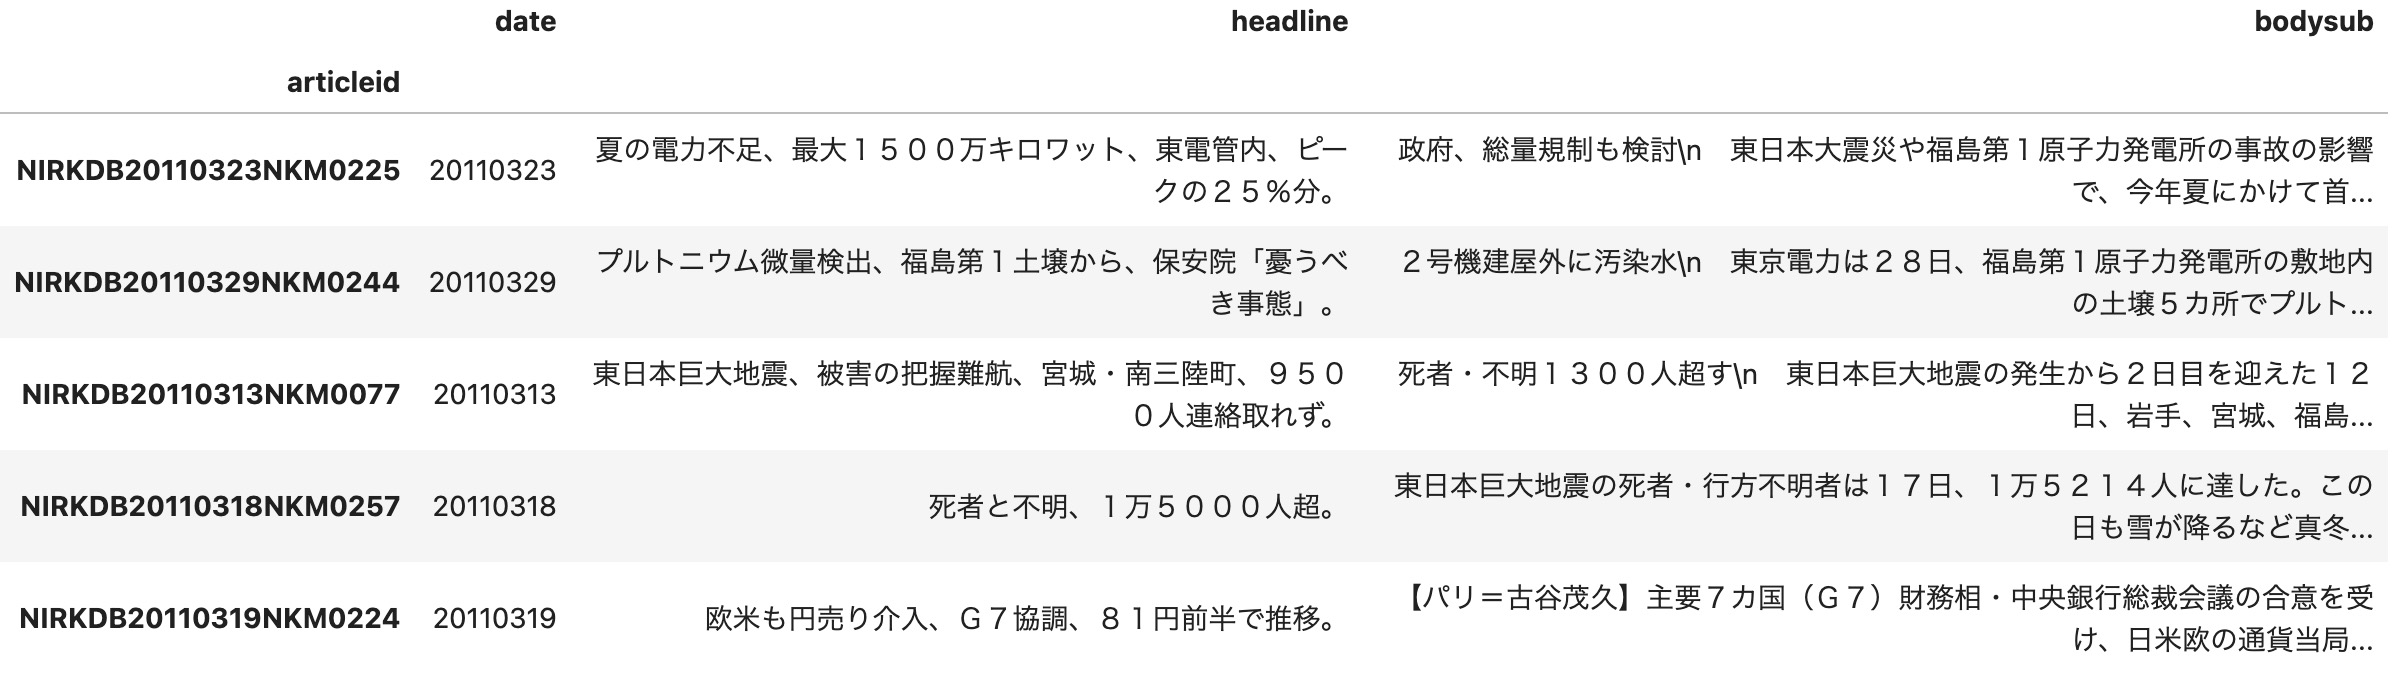 date headline bodysub
articleid
NIRKDB20110323NKM0225 20110323 夏の電力不足、最大１５００万キロワット、東電管内、ピー 政府、総量規制も検討\n　東日本大震災や福島第１原子力発電所の事故の影響
クの２５％分。 で、今年夏にかけて首...
NIRKDB20110329NKM0244 20110329 プルトニウム微量検出、福島第１土壌から、保安院「憂うべ ２号機建屋外に汚染水\n　東京電力は２８日、福島第１原子力発電所の敷地内
き事態」。 の土壌５カ所でプルト...
NIRKDB20110313NKM0077 20110313 東日本巨大地震、被害の把握難航、宮城・南三陸町、９５０ 死者・不明１３００人超す\n　東日本巨大地震の発生から２日目を迎えた１２
０人連絡取れず。 日、岩手、宮城、福島...
NIRKDB20110318NKM0257 20110318 死者と不明、１万５０００人超。 東日本巨大地震の死者・行方不明者は１７日、１万５２１４人に達した。この
日も雪が降るなど真冬...
NIRKDB20110319NKM0224 20110319 欧米も円売り介入、Ｇ７協調、８１円前半で推移。 【パリ＝古谷茂久】主要７カ国（Ｇ７）財務相・中央銀行総裁会議の合意を受
け、日米欧の通貨当局...